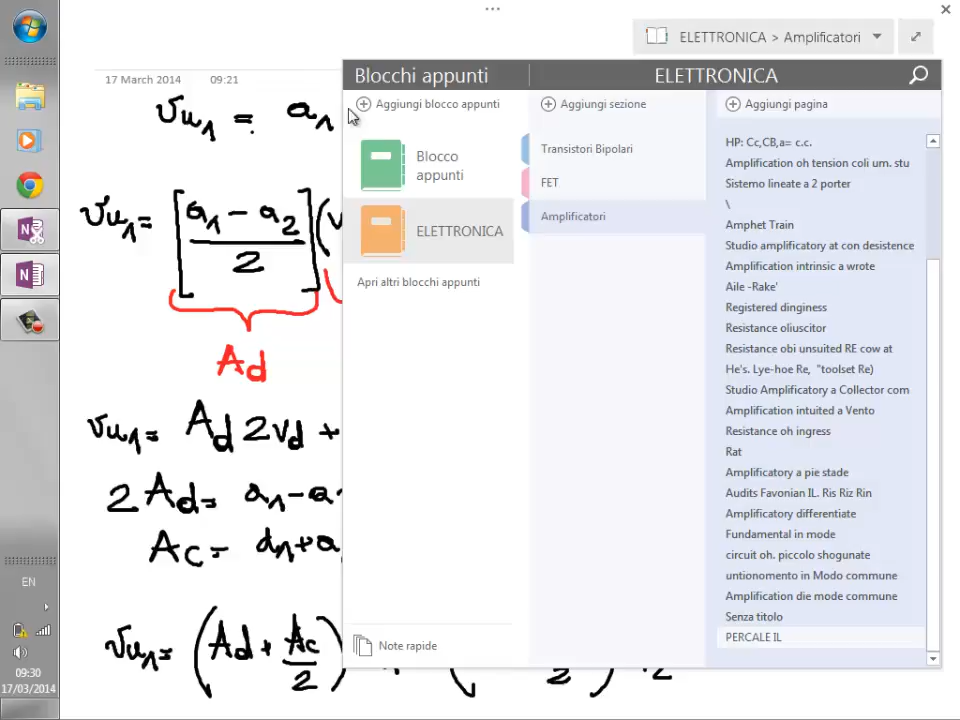 ELETTRONICA > Amplificatori
17 March 2014 09:21
Blocchi appunti
ELETTRONICA
Aggiungi blocco appunti
Aggiungi sezione
Aggiungi pagina
Blocco
appunti
ELETTRONICA
Apri altri blocchi appunti
Note rapide
Transistori Bipolari
FET
Amplificatori
HP: Cc,CB,a= c.c.
Amplification oh tension coli um. stu
Sistemo lineate a 2 porter
\
Amphet Train
Studio amplificatory at con desistence
Amplification intrinsic a wrote
Aile -Rake'
Registered dinginess
Resistance oliuscitor
Resistance obi unsuited RE cow at
He's. Lye-hoe Re, "toolset Re)
Studio Amplificatory a Collector com
Amplification intuited a Vento
Resistance oh ingress
Rat
Amplificatory a pie stade
Audits Favonian IL. Ris Riz Rin
Amplificatory differentiate
Fundamental in mode
circuit oh. piccolo shogunate
untionomento in Modo commune
Amplification die mode commune
Senza titolo
PERCALE IL
vu1 = a1
vu1= [a1 - a2 / 2] (v
Ad
vu1= Ad 2vd +
2 Ad= a1-a
Ac= a1+a
vu1= (Ad + Ac/2)
EN
09:30
17/03/2014